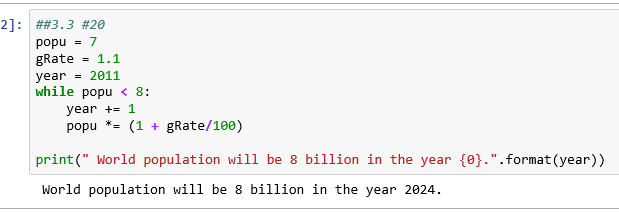 2]: ##3.3 #20
popu = 7
gRate = 1.1
year = 2011
while popu < 8:
    year += 1
    popu *= (1 + gRate/100)
print(" World population will be 8 billion in the year {0}.".format(year))
World population will be 8 billion in the year 2024.